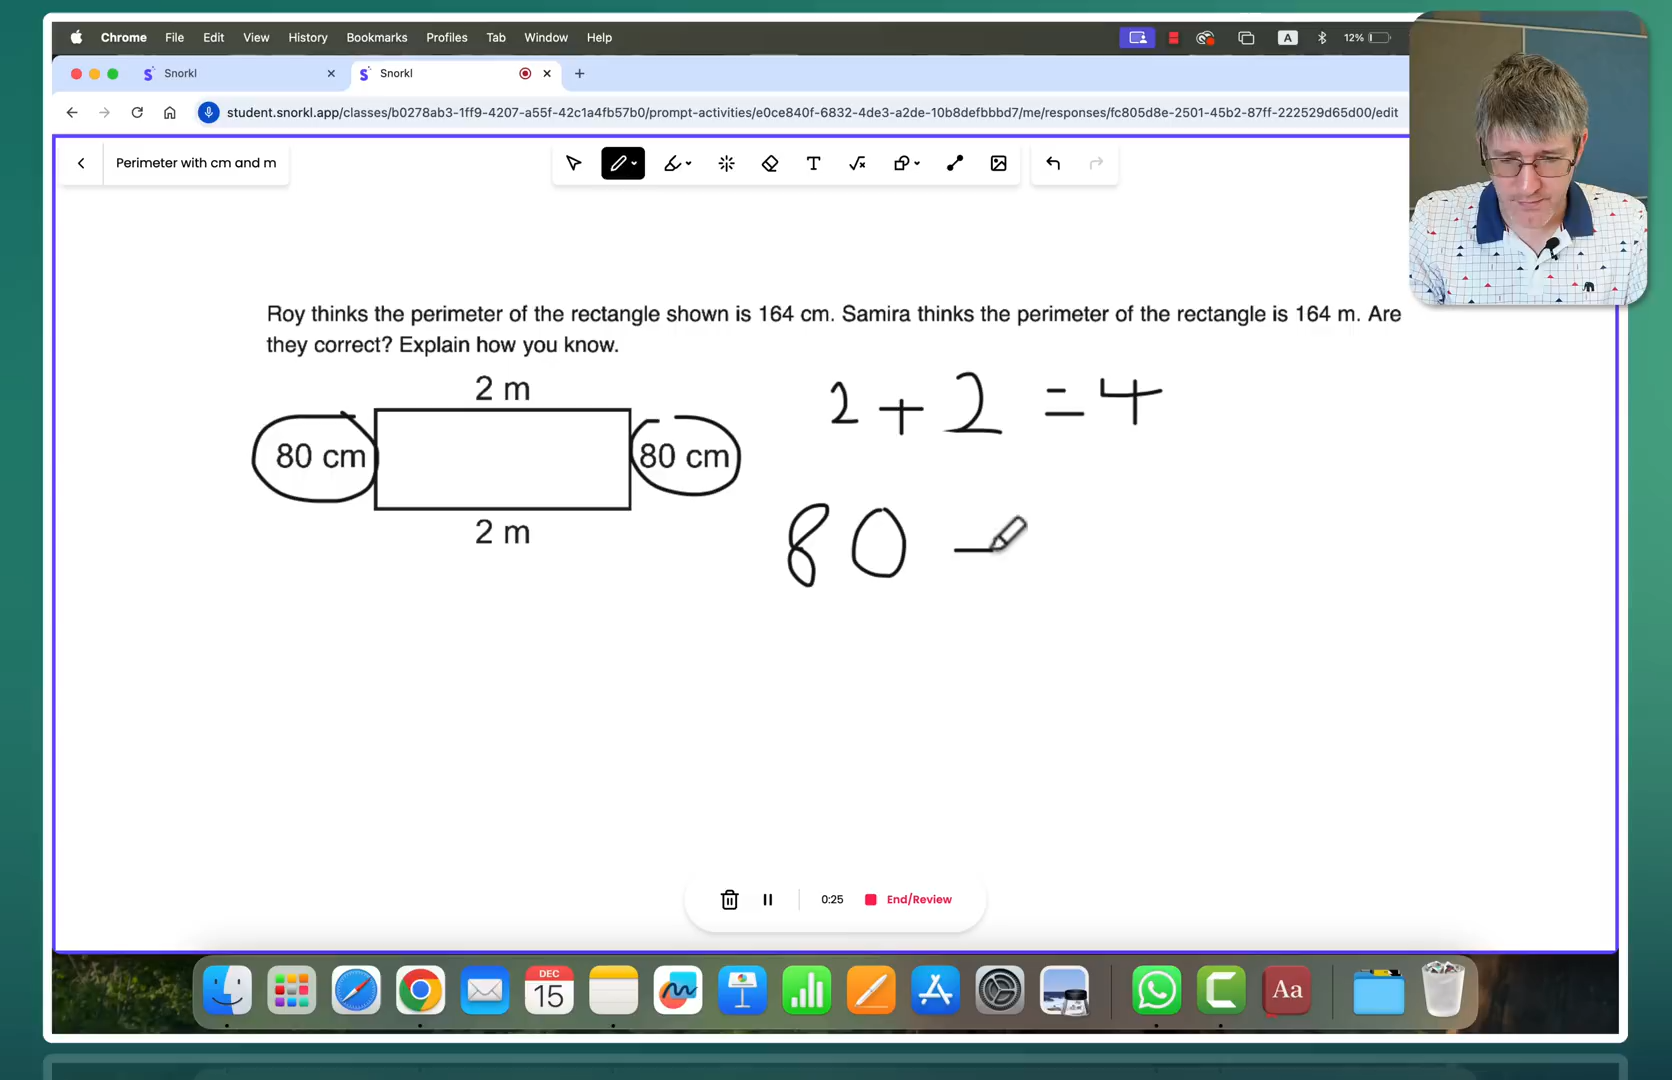 Chrome File Edit View History Bookmarks Profiles Tab Window Help A 12%
Snorkl Snorkl
student.snorkl.app/classes/b0278ab3-1ff9-4207-a55f-42c1a4fb57b0/prompt-activities/e0ce840f-6832-4de3-a2de-10b8defbbbd7/me/responses/fc805d8e-2501-45b2-87ff-222529d65d00/edit
Perimeter with cm and m T
Roy thinks the perimeter of the rectangle shown is 164 cm. Samira thinks the perimeter of the rectangle is 164 m. Are
they correct? Explain how you know.
2 m
2 + 2 = 4
80 cm 80 cm
2 m
80 -
0:25 End/Review
DEC
15
Aa